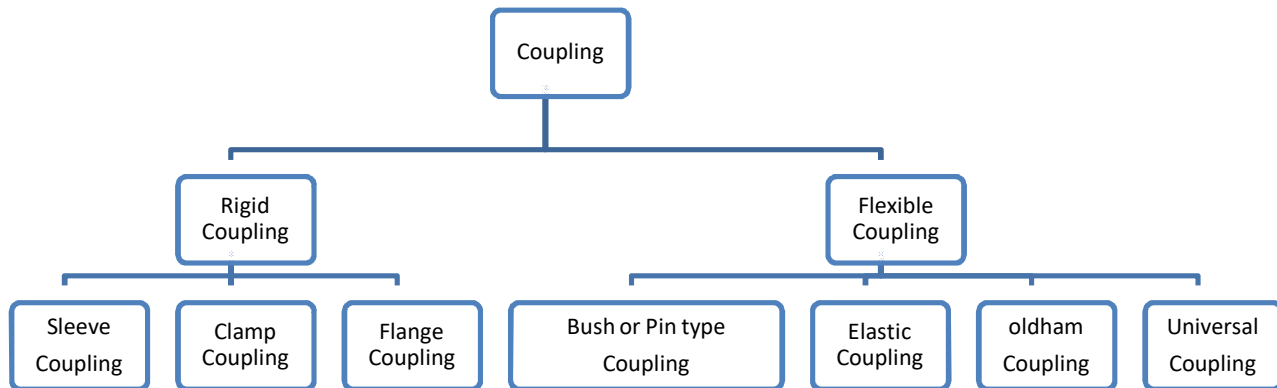 Coupling
Rigid
Coupling
Flexible
Coupling
Sleeve
Coupling
Clamp
Coupling
Flange
Coupling
Bush or Pin type
Coupling
Elastic
Coupling
oldham
Coupling
Universal
Coupling